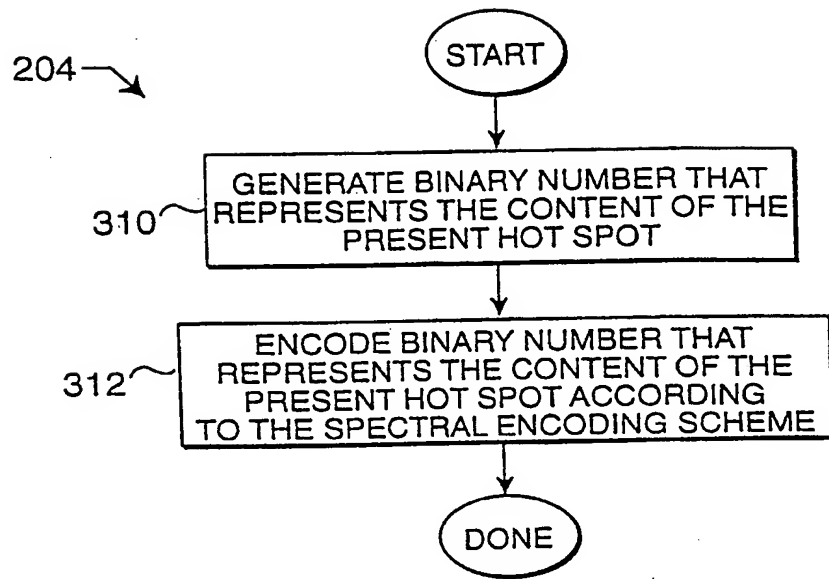 204
START
310
GENERATE BINARY NUMBER THAT
REPRESENTS THE CONTENT OF THE
PRESENT HOT SPOT.
312
ENCODE BINARY NUMBER THAT
REPRESENTS THE CONTENT OF THE
PRESENT HOT SPOT ACCORDING
TO THE SPECTRAL ENCODING SCHEME
DONE